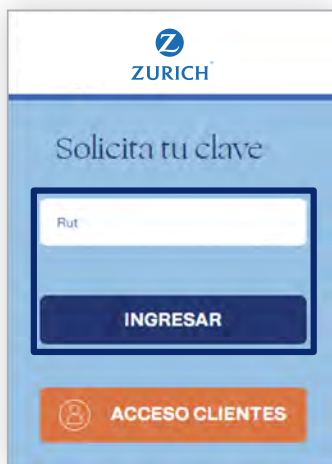 ZURICH
Solicita tu clave
Rut
INGRESAR
ACCESO CLIENTES